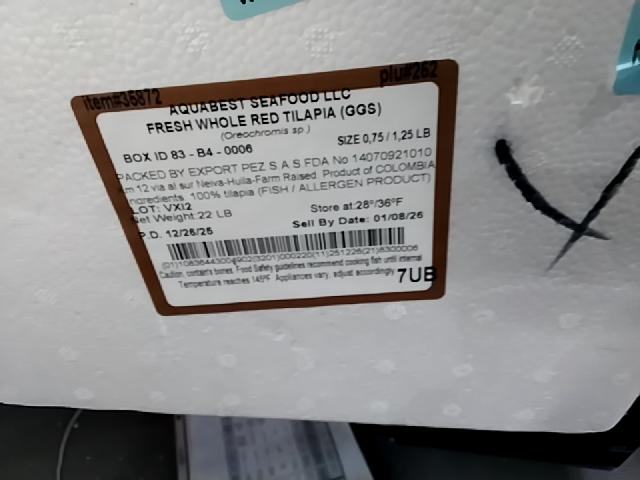 item#36872 plu#262
AQUABEST SEAFOOD LLC
FRESH WHOLE RED TILAPIA (GGS)
(Oreochromis sp.)
BOX ID 83 - B4 - 0006 SIZE 0,75 / 1,25 LB
PACKED BY EXPORT PEZ S A S FDA No 14070921010
Km 12 via al sur Neiva-Huila-Farm Raised. Product of COLOMBIA
Ingredients. 100% tilapia (FISH / ALLERGEN PRODUCT)
LOT: VXI2
Net Weight:22 LB Store at:28°/36°F
P.D. 12/26/25 Sell By Date: 01/08/26
Caution, contains bones. Food Safety guidelines recommend cooking fish until internal
Temperature reaches 145ºF. Appliances vary, adjust accordingly
7UB